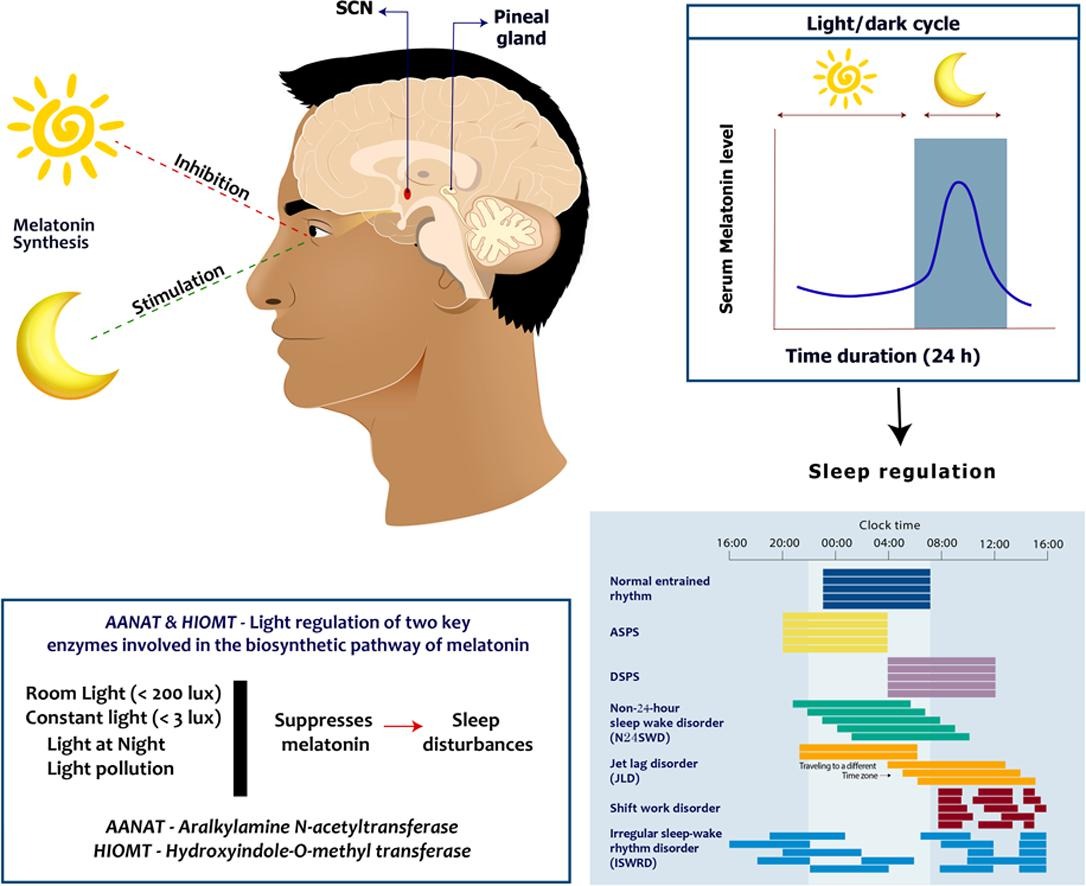 SCN
Pineal
gland
Inhibition
Melatonin
Synthesis
Stimulation
Light/dark cycle
Serum Melatonin level
Time duration (24 h)
Sleep regulation
Clock time
16:00 20:00 00:00 04:00 08:00 12:00 16:00
Normal entrained
rhythm
ASPS
DSPS
Non-24-hour
sleep wake disorder
(N24SWD)
Jet lag disorder
(JLD)
Traveling to a different
Time zone
Shift work disorder
Irregular sleep-wake
rhythm disorder
(ISWRD)
AANAT & HIOMT - Light regulation of two key
enzymes involved in the biosynthetic pathway of melatonin
Room Light (< 200 lux)
Constant light (< 3 lux)
Light at Night
Light pollution
Suppresses
melatonin
Sleep
disturbances
AANAT - Aralkylamine N-acetyltransferase
HIOMT - Hydroxyindole-O-methyl transferase